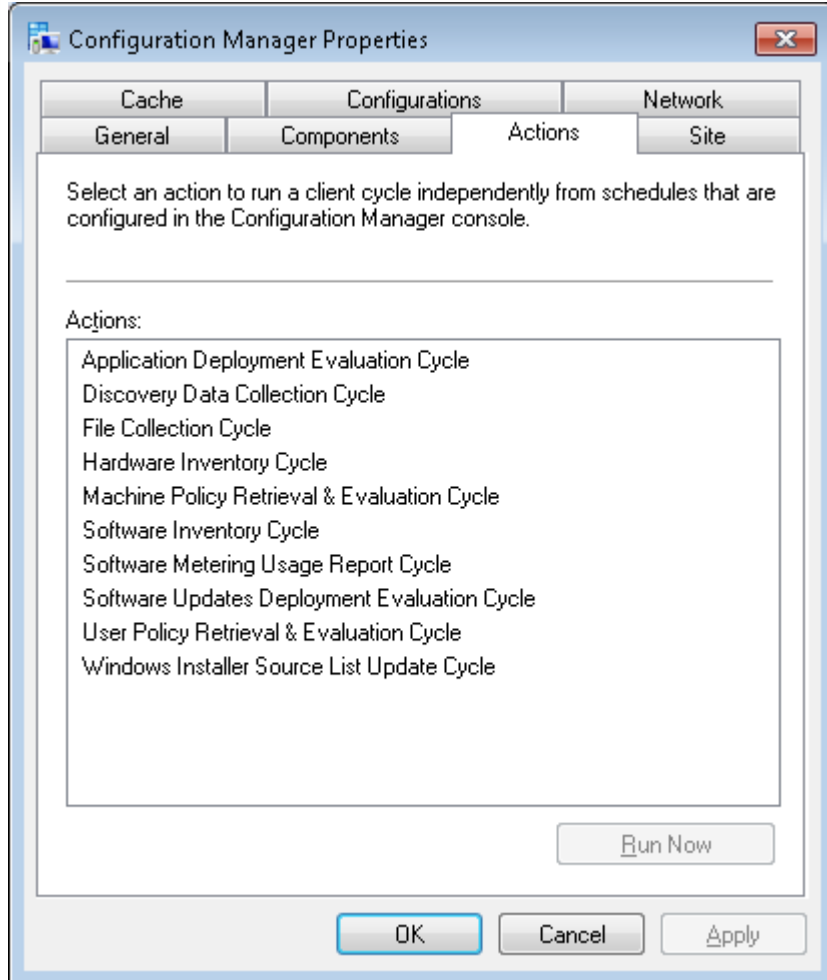 Configuration Manager Properties
Cache Configurations Network
General Components Actions Site
Select an action to run a client cycle independently from schedules that are
configured in the Configuration Manager console.
Actions:
Application Deployment Evaluation Cycle
Discovery Data Collection Cycle
File Collection Cycle
Hardware Inventory Cycle
Machine Policy Retrieval & Evaluation Cycle
Software Inventory Cycle
Software Metering Usage Report Cycle
Software Updates Deployment Evaluation Cycle
User Policy Retrieval & Evaluation Cycle
Windows Installer Source List Update Cycle
Run Now
OK Cancel Apply